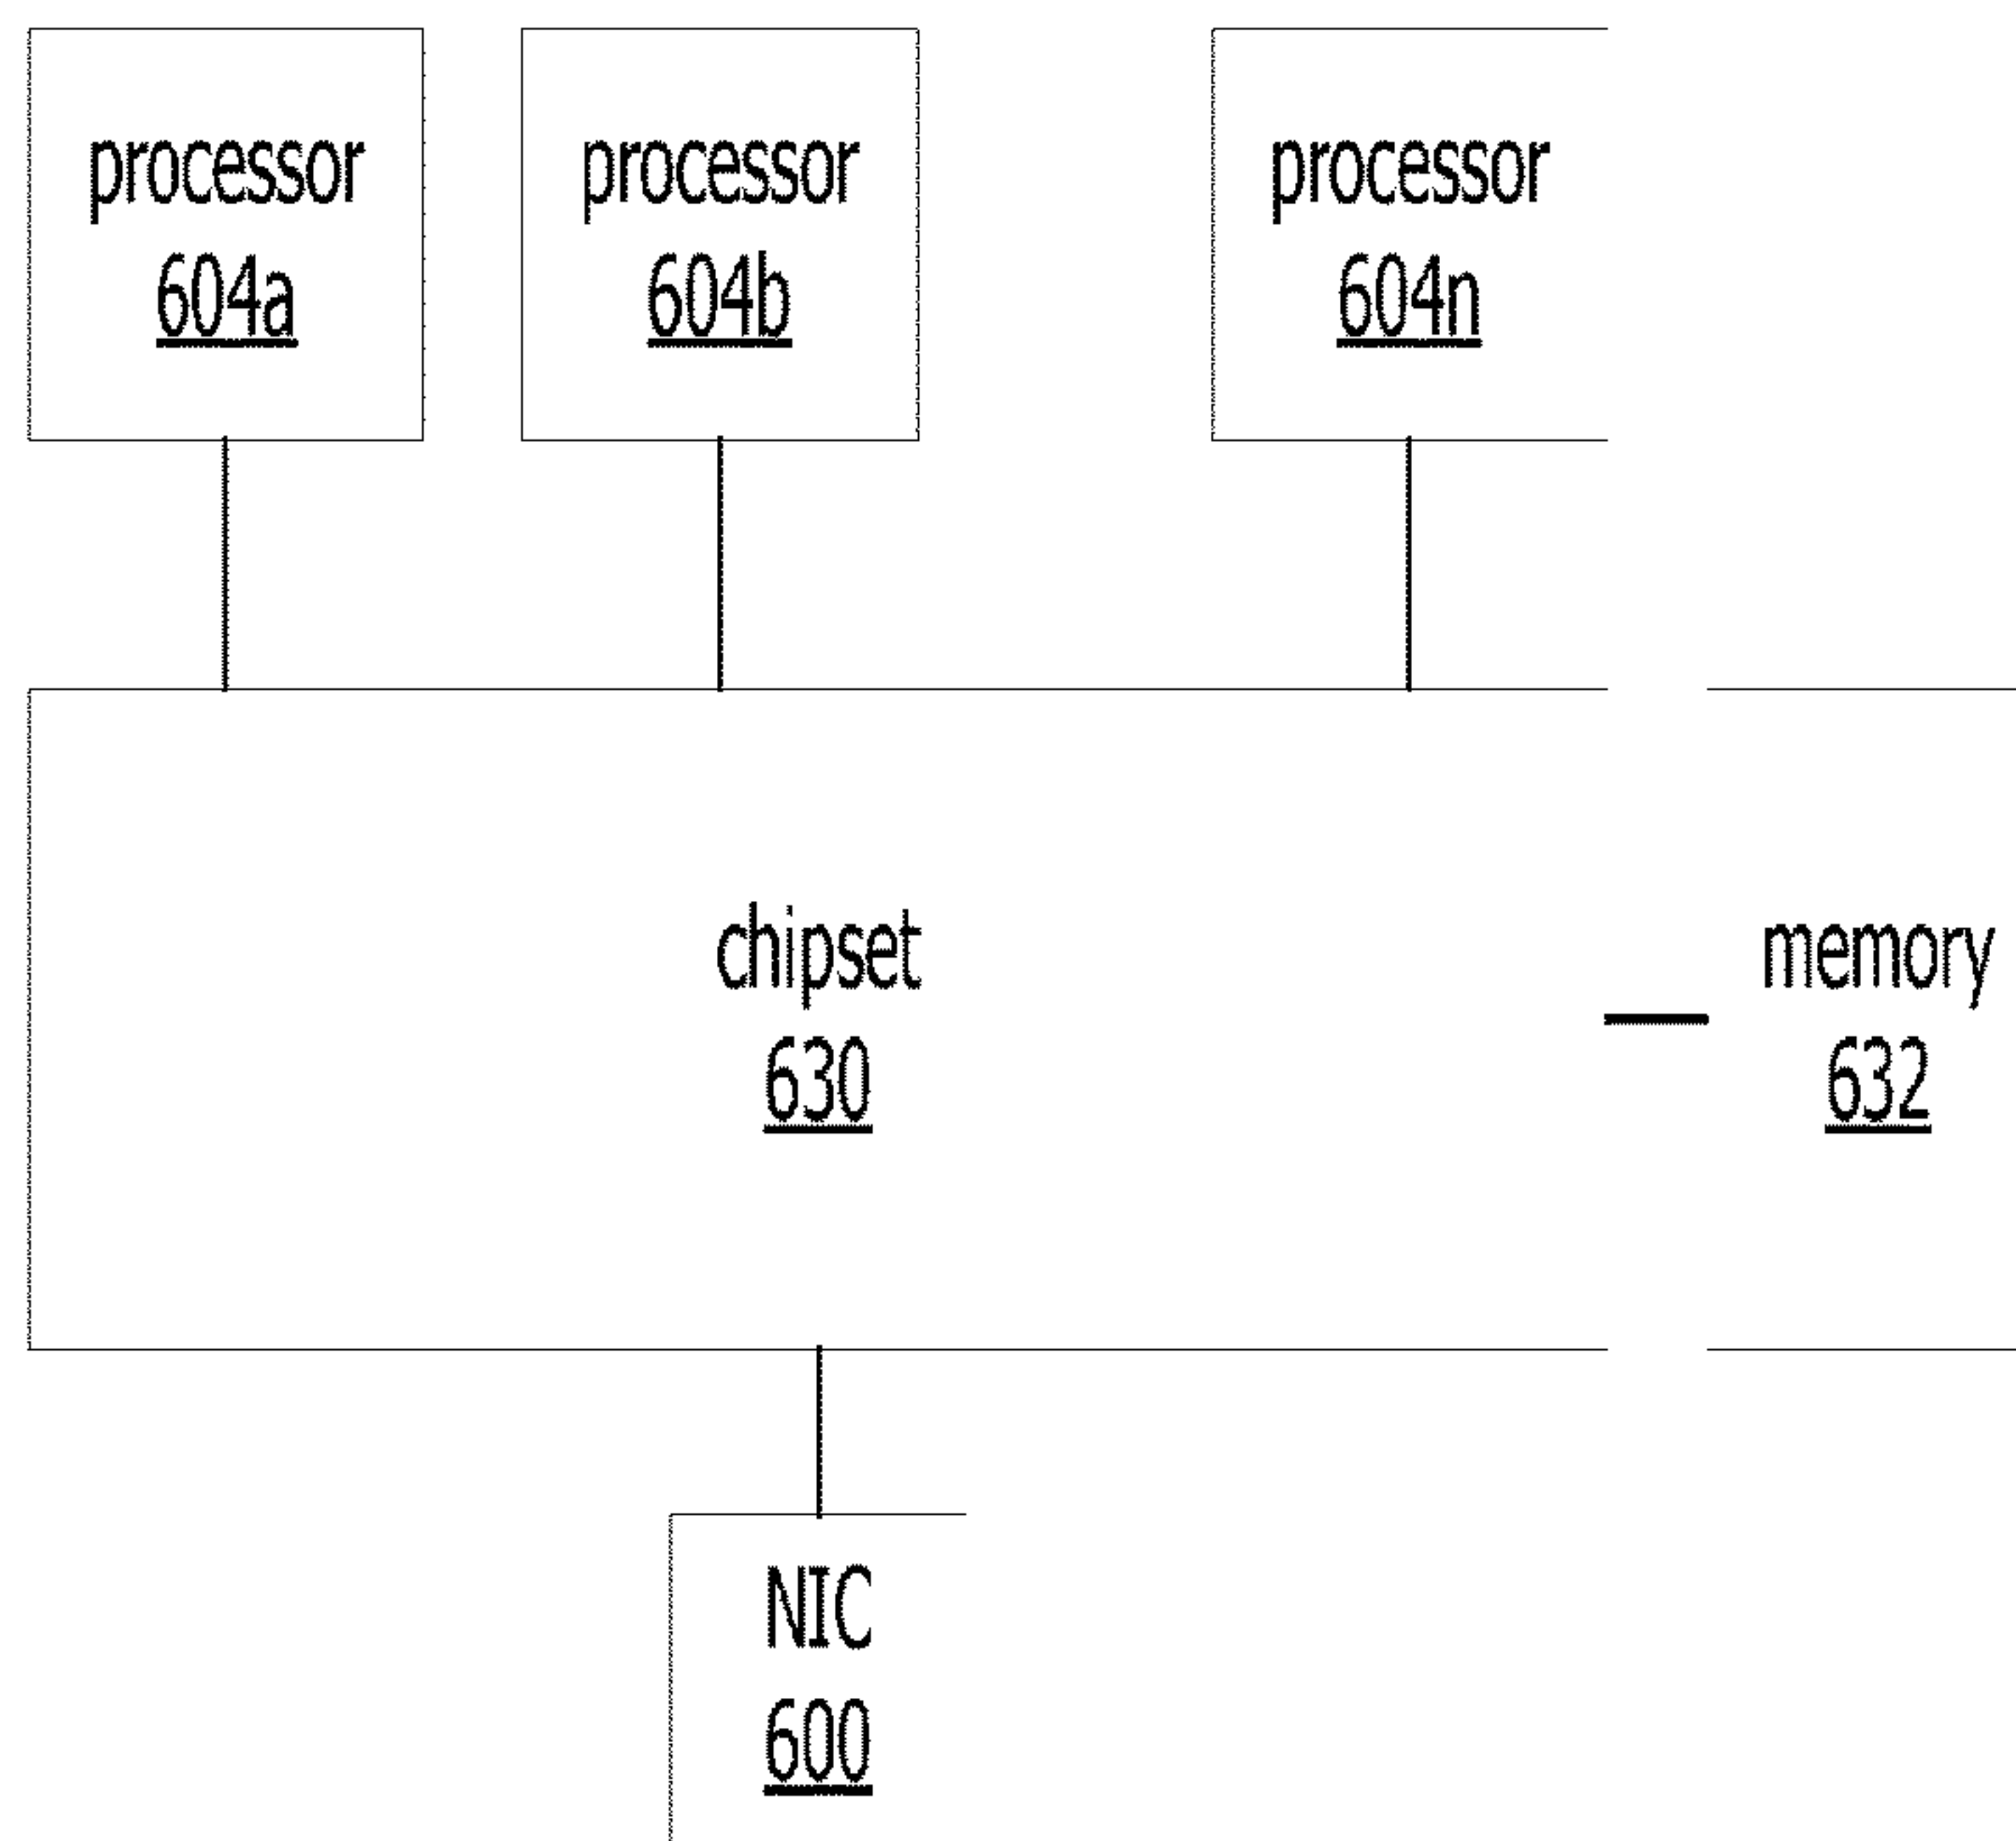 processor
604a
processor
604b
processor
604n
chipset
630
memory
632
NIC
600